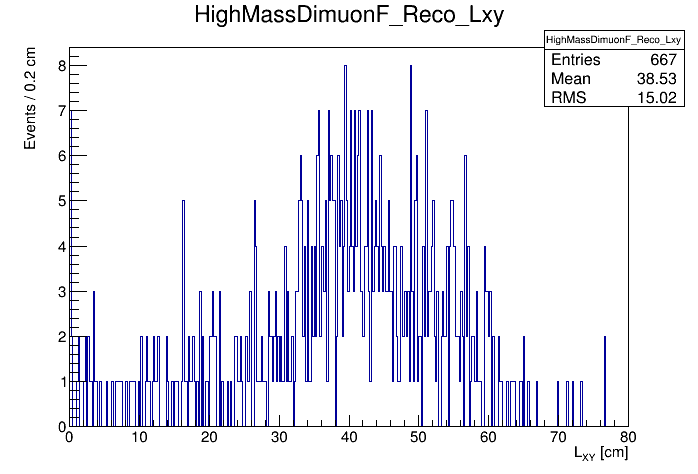 HighMassDimuonF_Reco_Lxy
HighMassDimuonF_Reco_Lxy
Entries 667
Mean 38.53
RMS 15.02
Events / 0.2 cm
8
7
6
5
4
3
2
1
0
0 10 20 30 40 50 60 70 80
L_XY [cm]